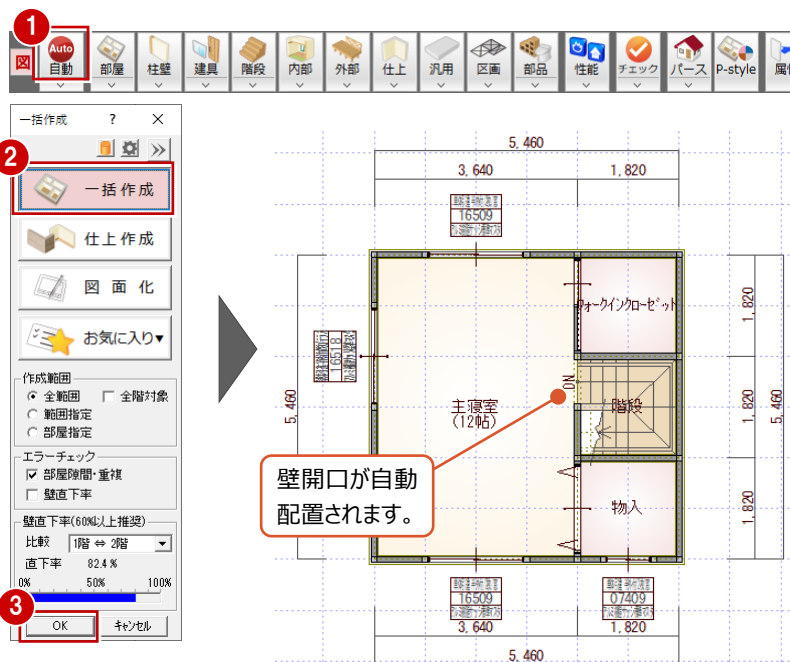 1
Auto
図
自動
部屋
柱壁
建具
階段
内部
外部
仕上
汎用
区画
部品
性能
チェック
パース
P-style
属性
一括作成 ? ×
2
一括作成
仕上作成
図面化
お気に入り▾
作成範囲
全範囲 全階対象
範囲指定
部屋指定
エラーチェック
部屋隙間･重複
壁直下率
壁直下率(60%以上推奨)
比較 1階 ⇔ 2階
直下率 82.4 %
0% 50% 100%
3
OK キャンセル
5,460
3,640 1,820
16509
ウォークインクローゼット
1,820
16518
5,460
主寝室
(12帖)
DN
階段
1,820
5,460
壁開口が自動
配置されます。
物入
1,820
16509
07409
3,640 1,820
5,460